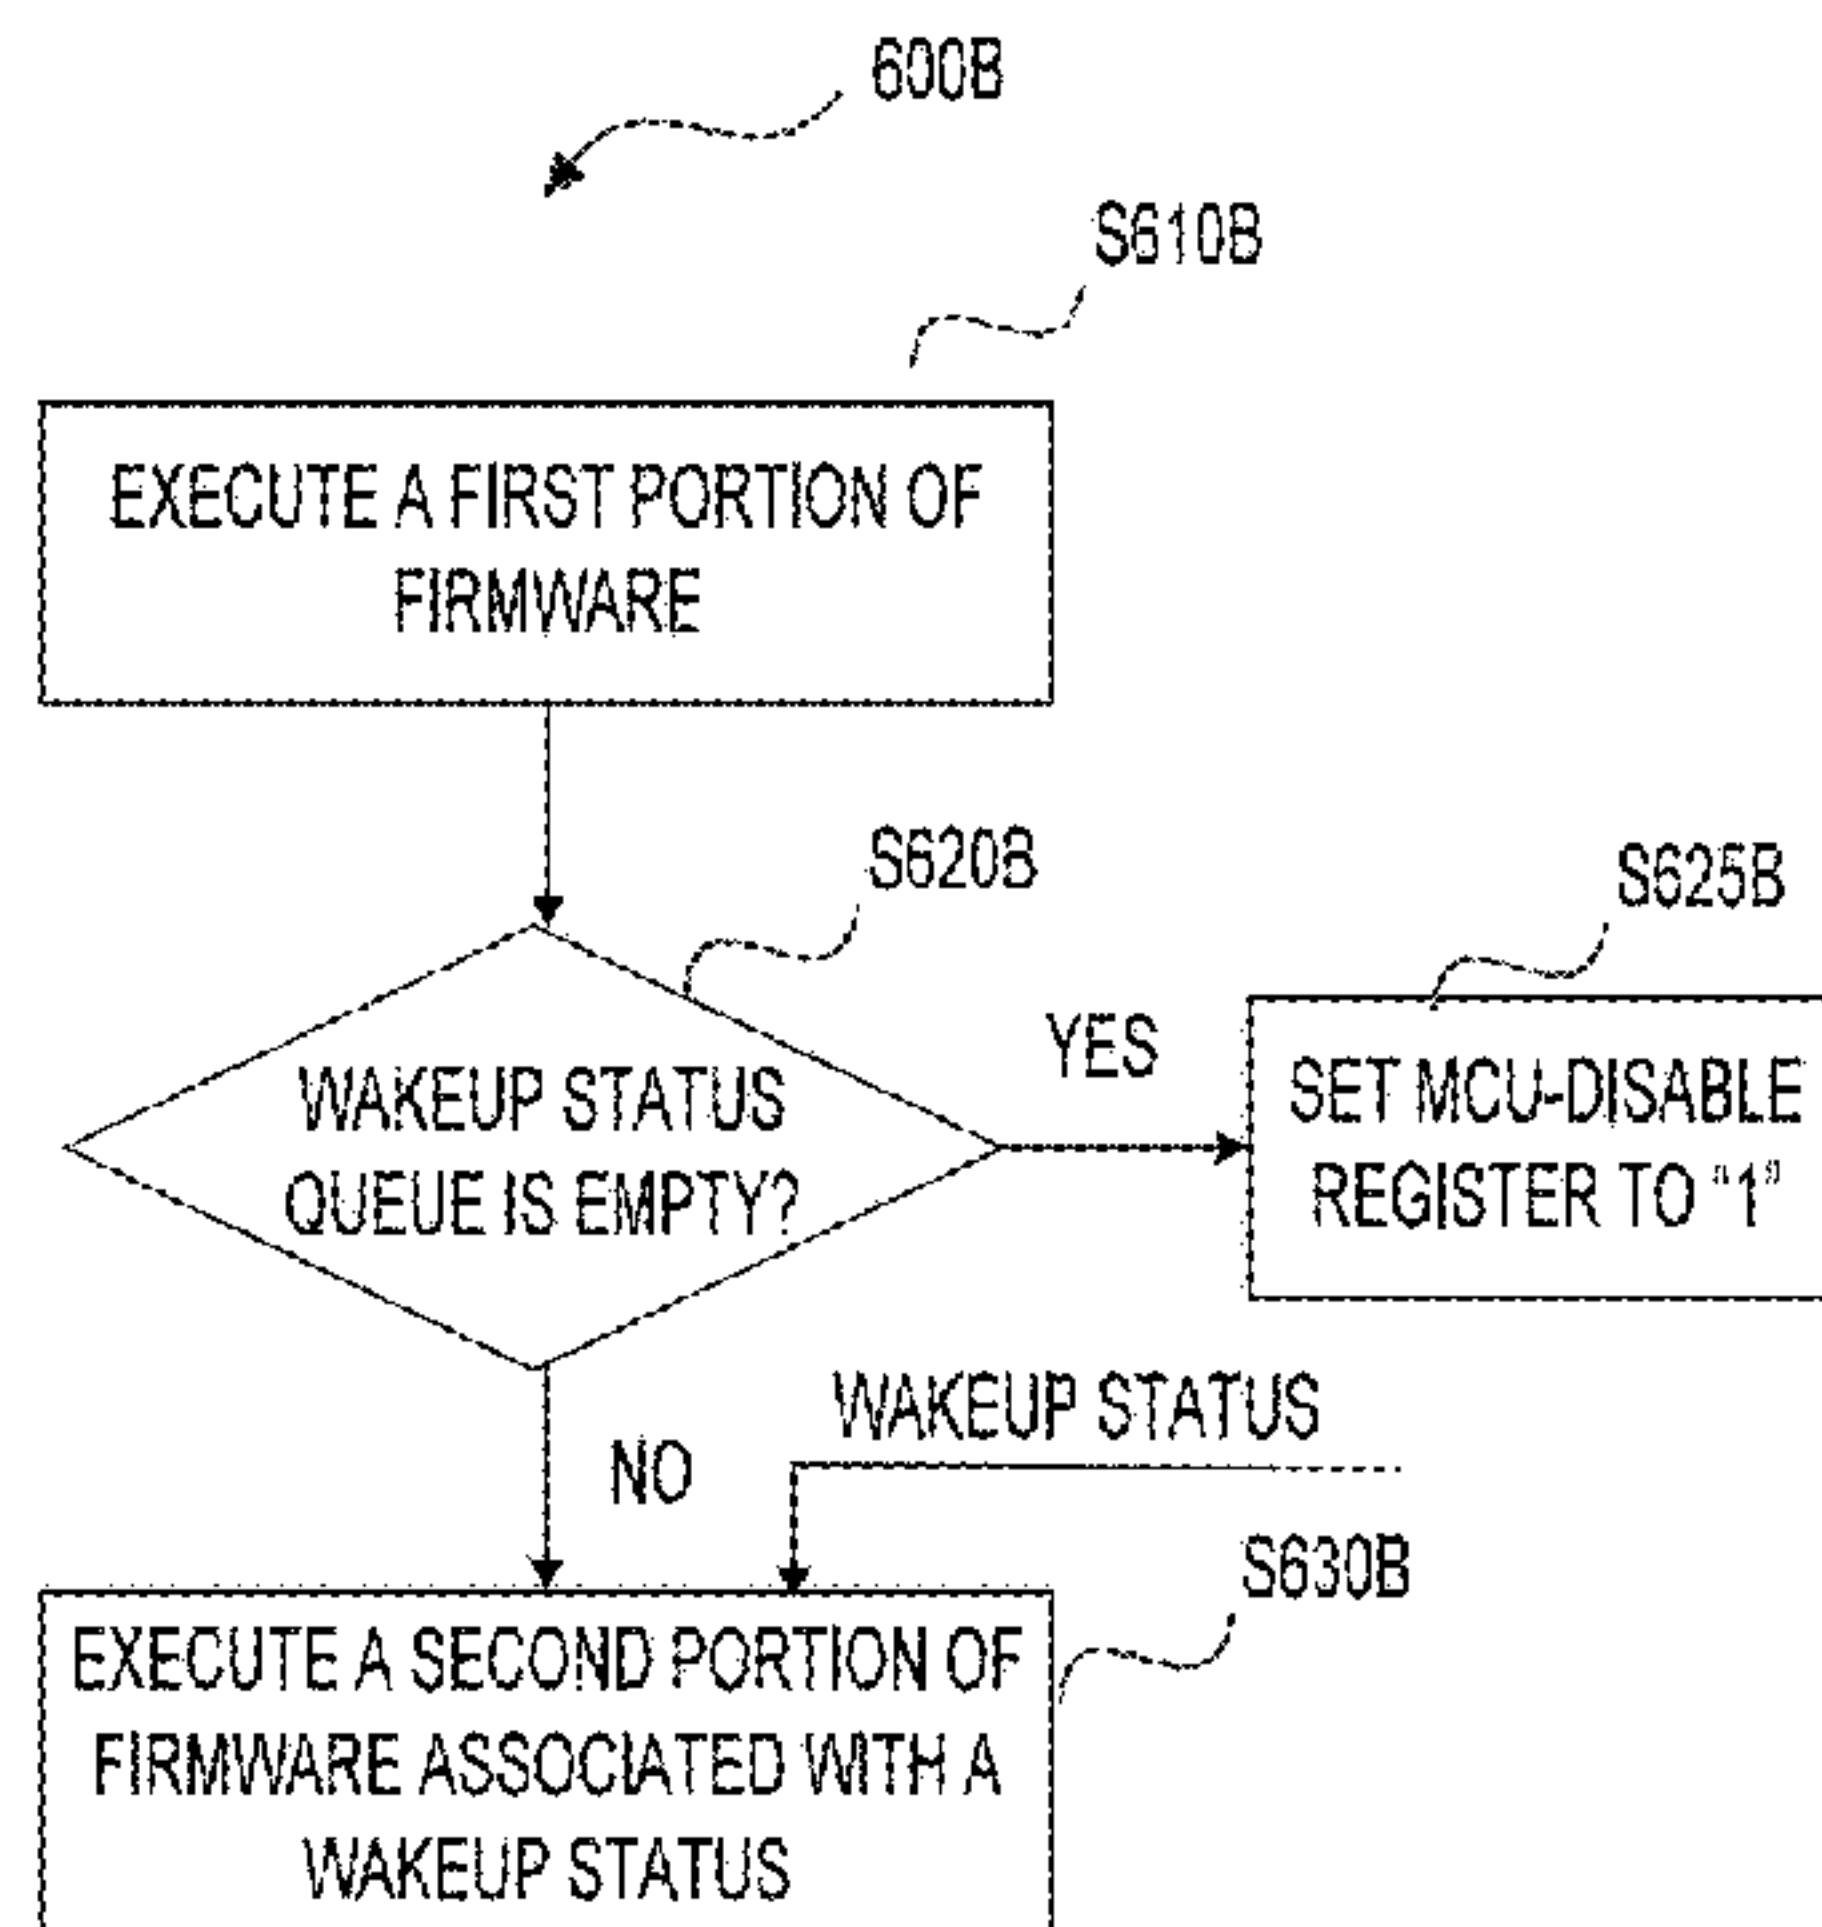 600B
S610B
EXECUTE A FIRST PORTION OF
FIRMWARE
S620B
S625B
WAKEUP STATUS
QUEUE IS EMPTY?
YES
SET MCU-DISABLE
REGISTER TO "1"
NO
WAKEUP STATUS
S630B
EXECUTE A SECOND PORTION OF
FIRMWARE ASSOCIATED WITH A
WAKEUP STATUS